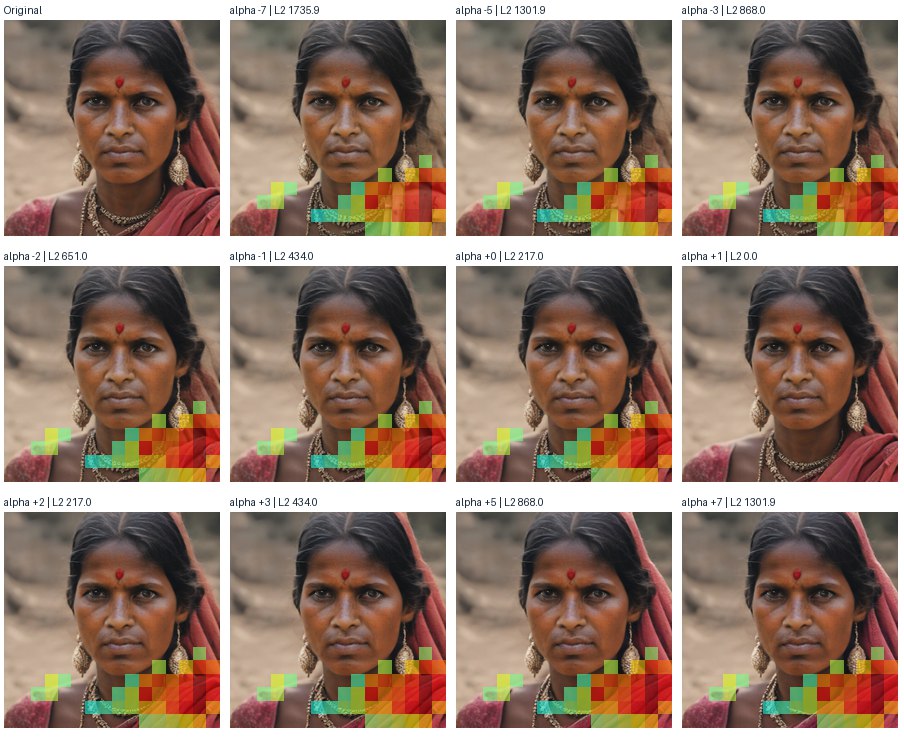 Original
alpha -7 | L2 1735.9
alpha -5 | L2 1301.9
alpha -3 | L2 868.0
alpha -2 | L2 651.0
alpha -1 | L2 434.0
alpha +0 | L2 217.0
alpha +1 | L2 0.0
alpha +2 | L2 217.0
alpha +3 | L2 434.0
alpha +5 | L2 868.0
alpha +7 | L2 1301.9